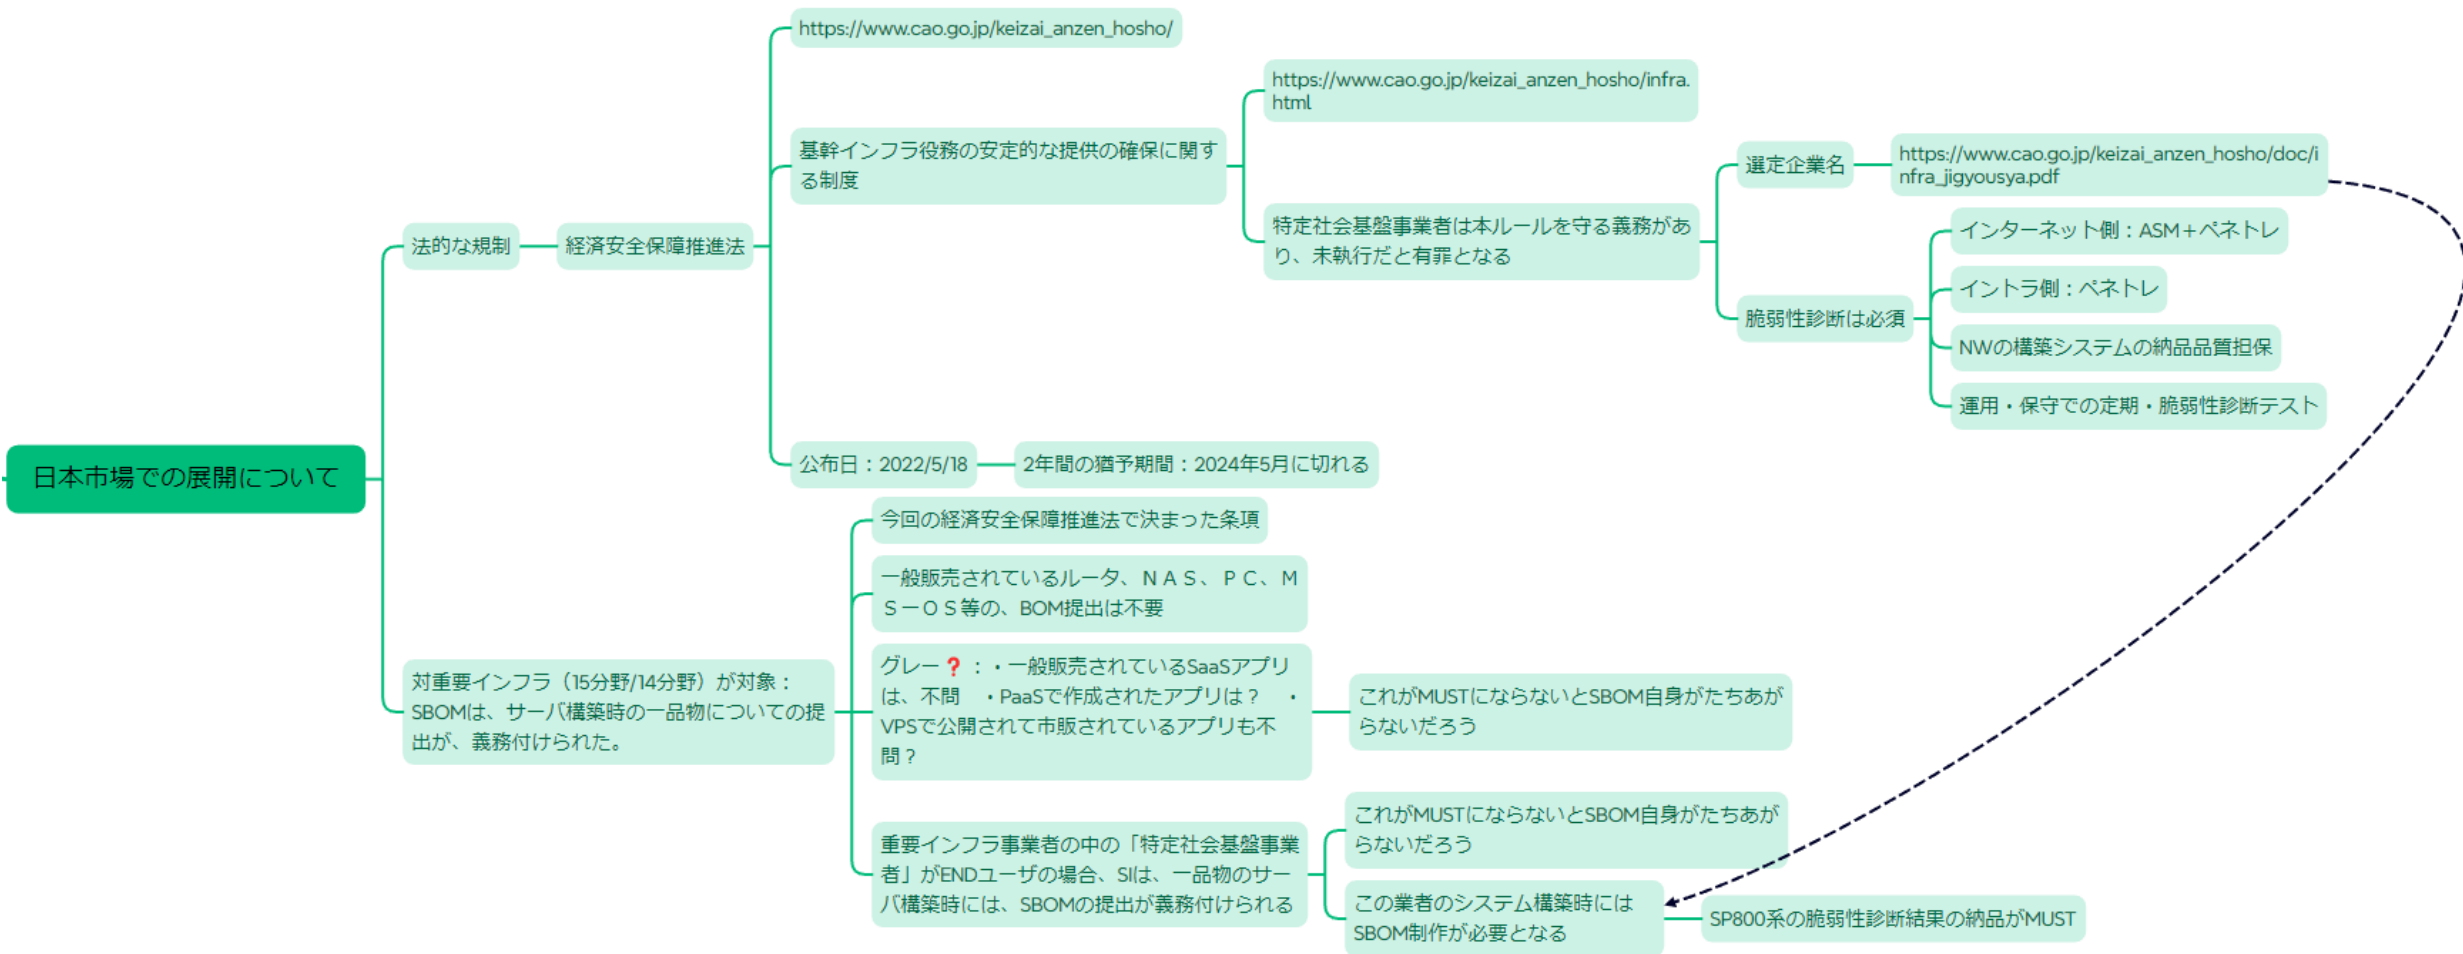 日本市場での展開について
法的な規制
経済安全保障推進法
https://www.cao.go.jp/keizai_anzen_hosho/
基幹インフラ役務の安定的な提供の確保に関す
る制度
https://www.cao.go.jp/keizai_anzen_hosho/infra.
html
特定社会基盤事業者は本ルールを守る義務があ
り、未執行だと有罪となる
選定企業名
https://www.cao.go.jp/keizai_anzen_hosho/doc/i
nfra_jigyousya.pdf
脆弱性診断は必須
インターネット側：ASM＋ペネトレ
イントラ側：ペネトレ
NWの構築システムの納品品質担保
運用・保守での定期・脆弱性診断テスト
公布日：2022/5/18
2年間の猶予期間：2024年5月に切れる
対重要インフラ（15分野/14分野）が対象：
SBOMは、サーバ構築時の一品物についての提
出が、義務付けられた。
今回の経済安全保障推進法で決まった条項
一般販売されているルータ、ＮＡＳ、ＰＣ、Ｍ
Ｓ－ＯＳ等の、BOM提出は不要
グレー❓：・一般販売されているSaaSアプリ
は、不問　・PaaSで作成されたアプリは？　・
VPSで公開されて市販されているアプリも不
問？
これがMUSTにならないとSBOM自身がたちあが
らないだろう
重要インフラ事業者の中の「特定社会基盤事業
者」がENDユーザの場合、SIは、一品物のサー
バ構築時には、SBOMの提出が義務付けられる
これがMUSTにならないとSBOM自身がたちあが
らないだろう
この業者のシステム構築時には
SBOM制作が必要となる
SP800系の脆弱性診断結果の納品がMUST